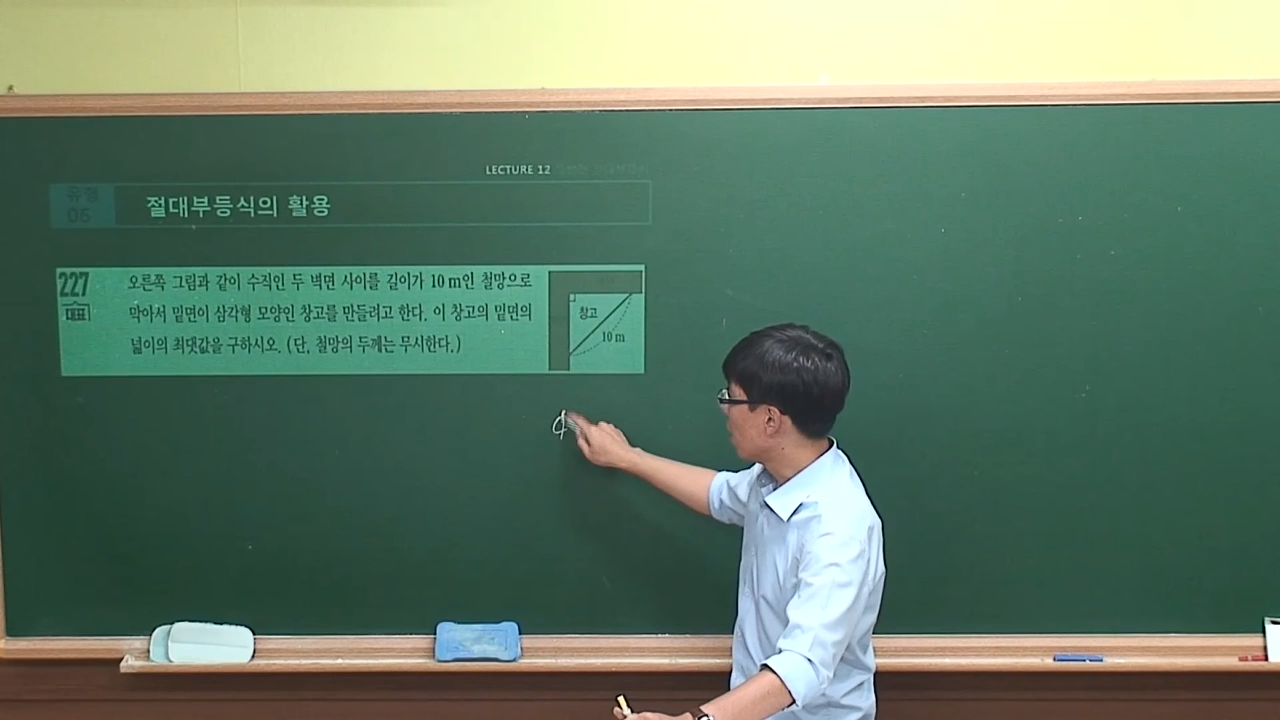 LECTURE 12
유형
05
절대부등식의 활용
227
대표
오른쪽 그림과 같이 수직인 두 벽면 사이를 길이가 10 m인 철망으로
막아서 밑면이 삼각형 모양인 창고를 만들려고 한다. 이 창고의 밑면의
넓이의 최댓값을 구하시오. (단, 철망의 두께는 무시한다.)
창고
10 m